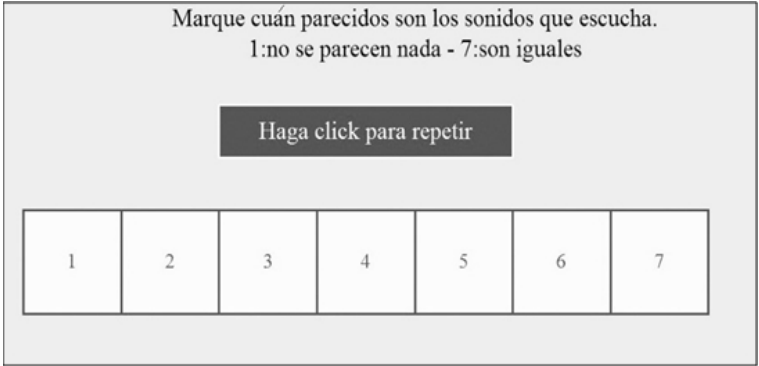 Marque cuán parecidos son los sonidos que escucha.
1:no se parecen nada - 7:son iguales
Haga click para repetir
1 2 3 4 5 6 7